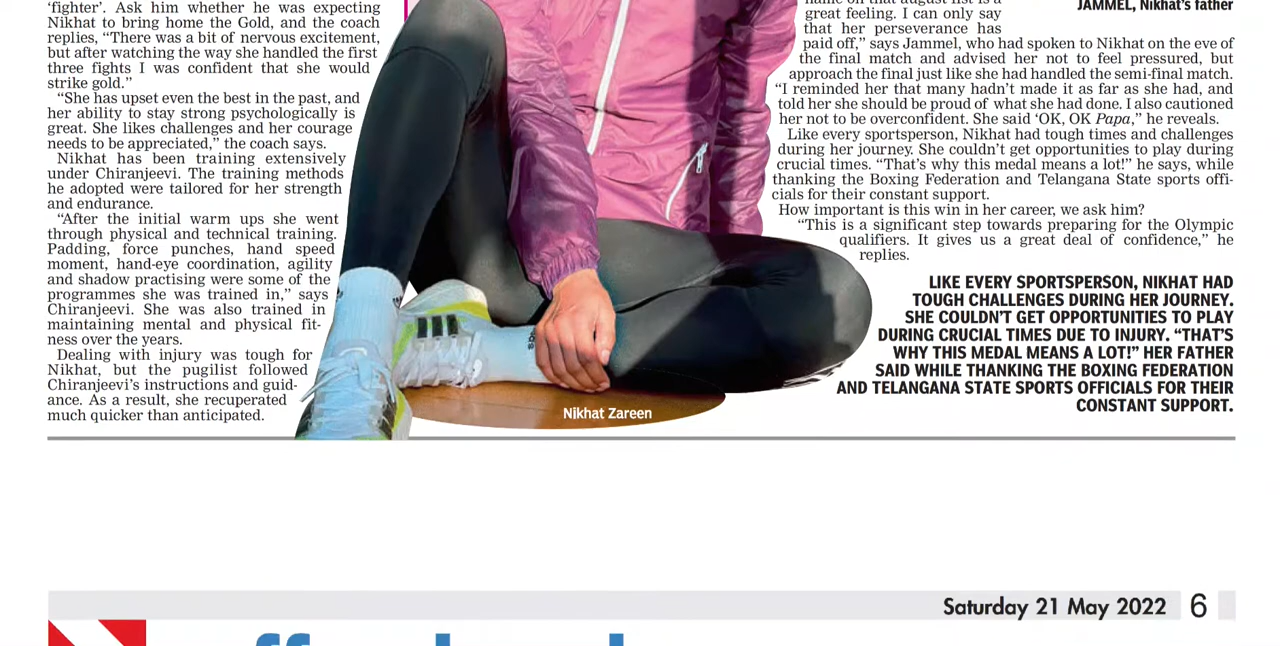 ‘fighter’. Ask him whether he was expecting
Nikhat to bring home the Gold, and the coach
replies, “There was a bit of nervous excitement,
but after watching the way she handled the first
three fights I was confident that she would
strike gold.”
“She has upset even the best in the past, and
her ability to stay strong psychologically is
great. She likes challenges and her courage
needs to be appreciated,” the coach says.
Nikhat has been training extensively
under Chiranjeevi. The training methods
he adopted were tailored for her strength
and endurance.
“After the initial warm ups she went
through physical and technical training.
Padding, force punches, hand speed
moment, hand-eye coordination, agility
and shadow practising were some of the
programmes she was trained in,” says
Chiranjeevi. She was also trained in
maintaining mental and physical fit-
ness over the years.
Dealing with injury was tough for
Nikhat, but the pugilist followed
Chiranjeevi’s instructions and guid-
ance. As a result, she recuperated
much quicker than anticipated.
Nikhat Zareen
name on that august list is a
great feeling. I can only say
that her perseverance has
paid off,” says Jammel, who had spoken to Nikhat on the eve of
the final match and advised her not to feel pressured, but
approach the final just like she had handled the semi-final match.
“I reminded her that many hadn’t made it as far as she had, and
told her she should be proud of what she had done. I also cautioned
her not to be overconfident. She said ‘OK, OK Papa,” he reveals.
Like every sportsperson, Nikhat had tough times and challenges
during her journey. She couldn’t get opportunities to play during
crucial times. “That’s why this medal means a lot!” he says, while
thanking the Boxing Federation and Telangana State sports offi-
cials for their constant support.
How important is this win in her career, we ask him?
“This is a significant step towards preparing for the Olympic
qualifiers. It gives us a great deal of confidence,” he
replies.
JAMMEL, Nikhat’s father
LIKE EVERY SPORTSPERSON, NIKHAT HAD
TOUGH CHALLENGES DURING HER JOURNEY.
SHE COULDN’T GET OPPORTUNITIES TO PLAY
DURING CRUCIAL TIMES DUE TO INJURY. “THAT’S
WHY THIS MEDAL MEANS A LOT!” HER FATHER
SAID WHILE THANKING THE BOXING FEDERATION
AND TELANGANA STATE SPORTS OFFICIALS FOR THEIR
CONSTANT SUPPORT.
Saturday 21 May 2022 6